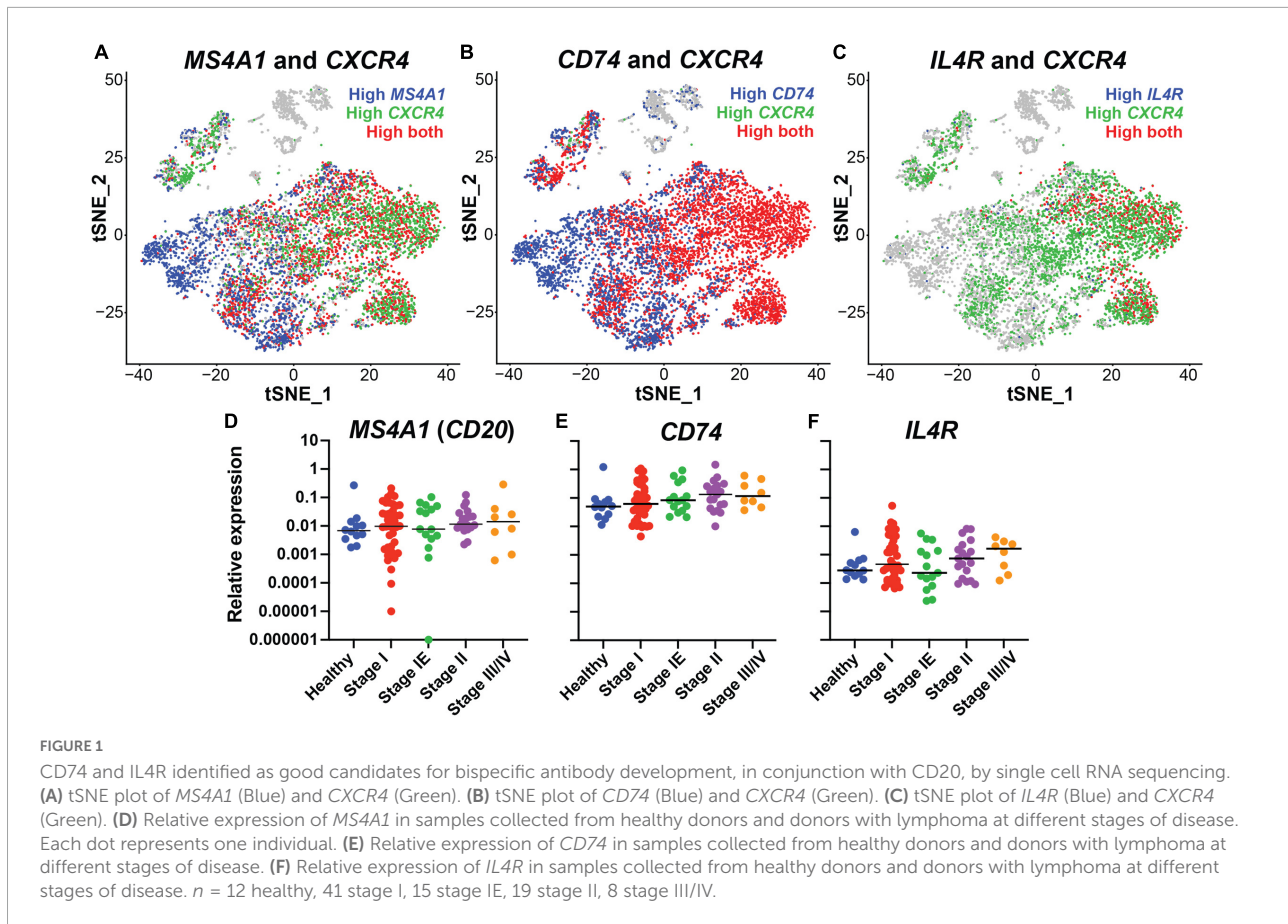 A
MS4A1 and CXCR4
High MS4A1
High CXCR4
High both
50
25
0
−25
tSNE_2
−40
−20
0
20
40
tSNE_1
B
CD74 and CXCR4
High CD74
High CXCR4
High both
50
25
0
−25
tSNE_2
−40
−20
0
20
40
tSNE_1
C
IL4R and CXCR4
High IL4R
High CXCR4
High both
50
25
0
−25
tSNE_2
−40
−20
0
20
40
tSNE_1
D
MS4A1 (CD20)
Relative expression
10
1
0.1
0.01
0.001
0.0001
0.00001
0.000001
Healthy
Stage I
Stage IE
Stage II
Stage III/IV
E
CD74
Healthy
Stage I
Stage IE
Stage II
Stage III/IV
F
IL4R
Healthy
Stage I
Stage IE
Stage II
Stage III/IV
FIGURE 1
CD74 and IL4R identified as good candidates for bispecific antibody development, in conjunction with CD20, by single cell RNA sequencing.
(A) tSNE plot of MS4A1 (Blue) and CXCR4 (Green). (B) tSNE plot of CD74 (Blue) and CXCR4 (Green). (C) tSNE plot of IL4R (Blue) and CXCR4
(Green). (D) Relative expression of MS4A1 in samples collected from healthy donors and donors with lymphoma at different stages of disease.
Each dot represents one individual. (E) Relative expression of CD74 in samples collected from healthy donors and donors with lymphoma at
different stages of disease. (F) Relative expression of IL4R in samples collected from healthy donors and donors with lymphoma at different
stages of disease. n = 12 healthy, 41 stage I, 15 stage IE, 19 stage II, 8 stage III/IV.